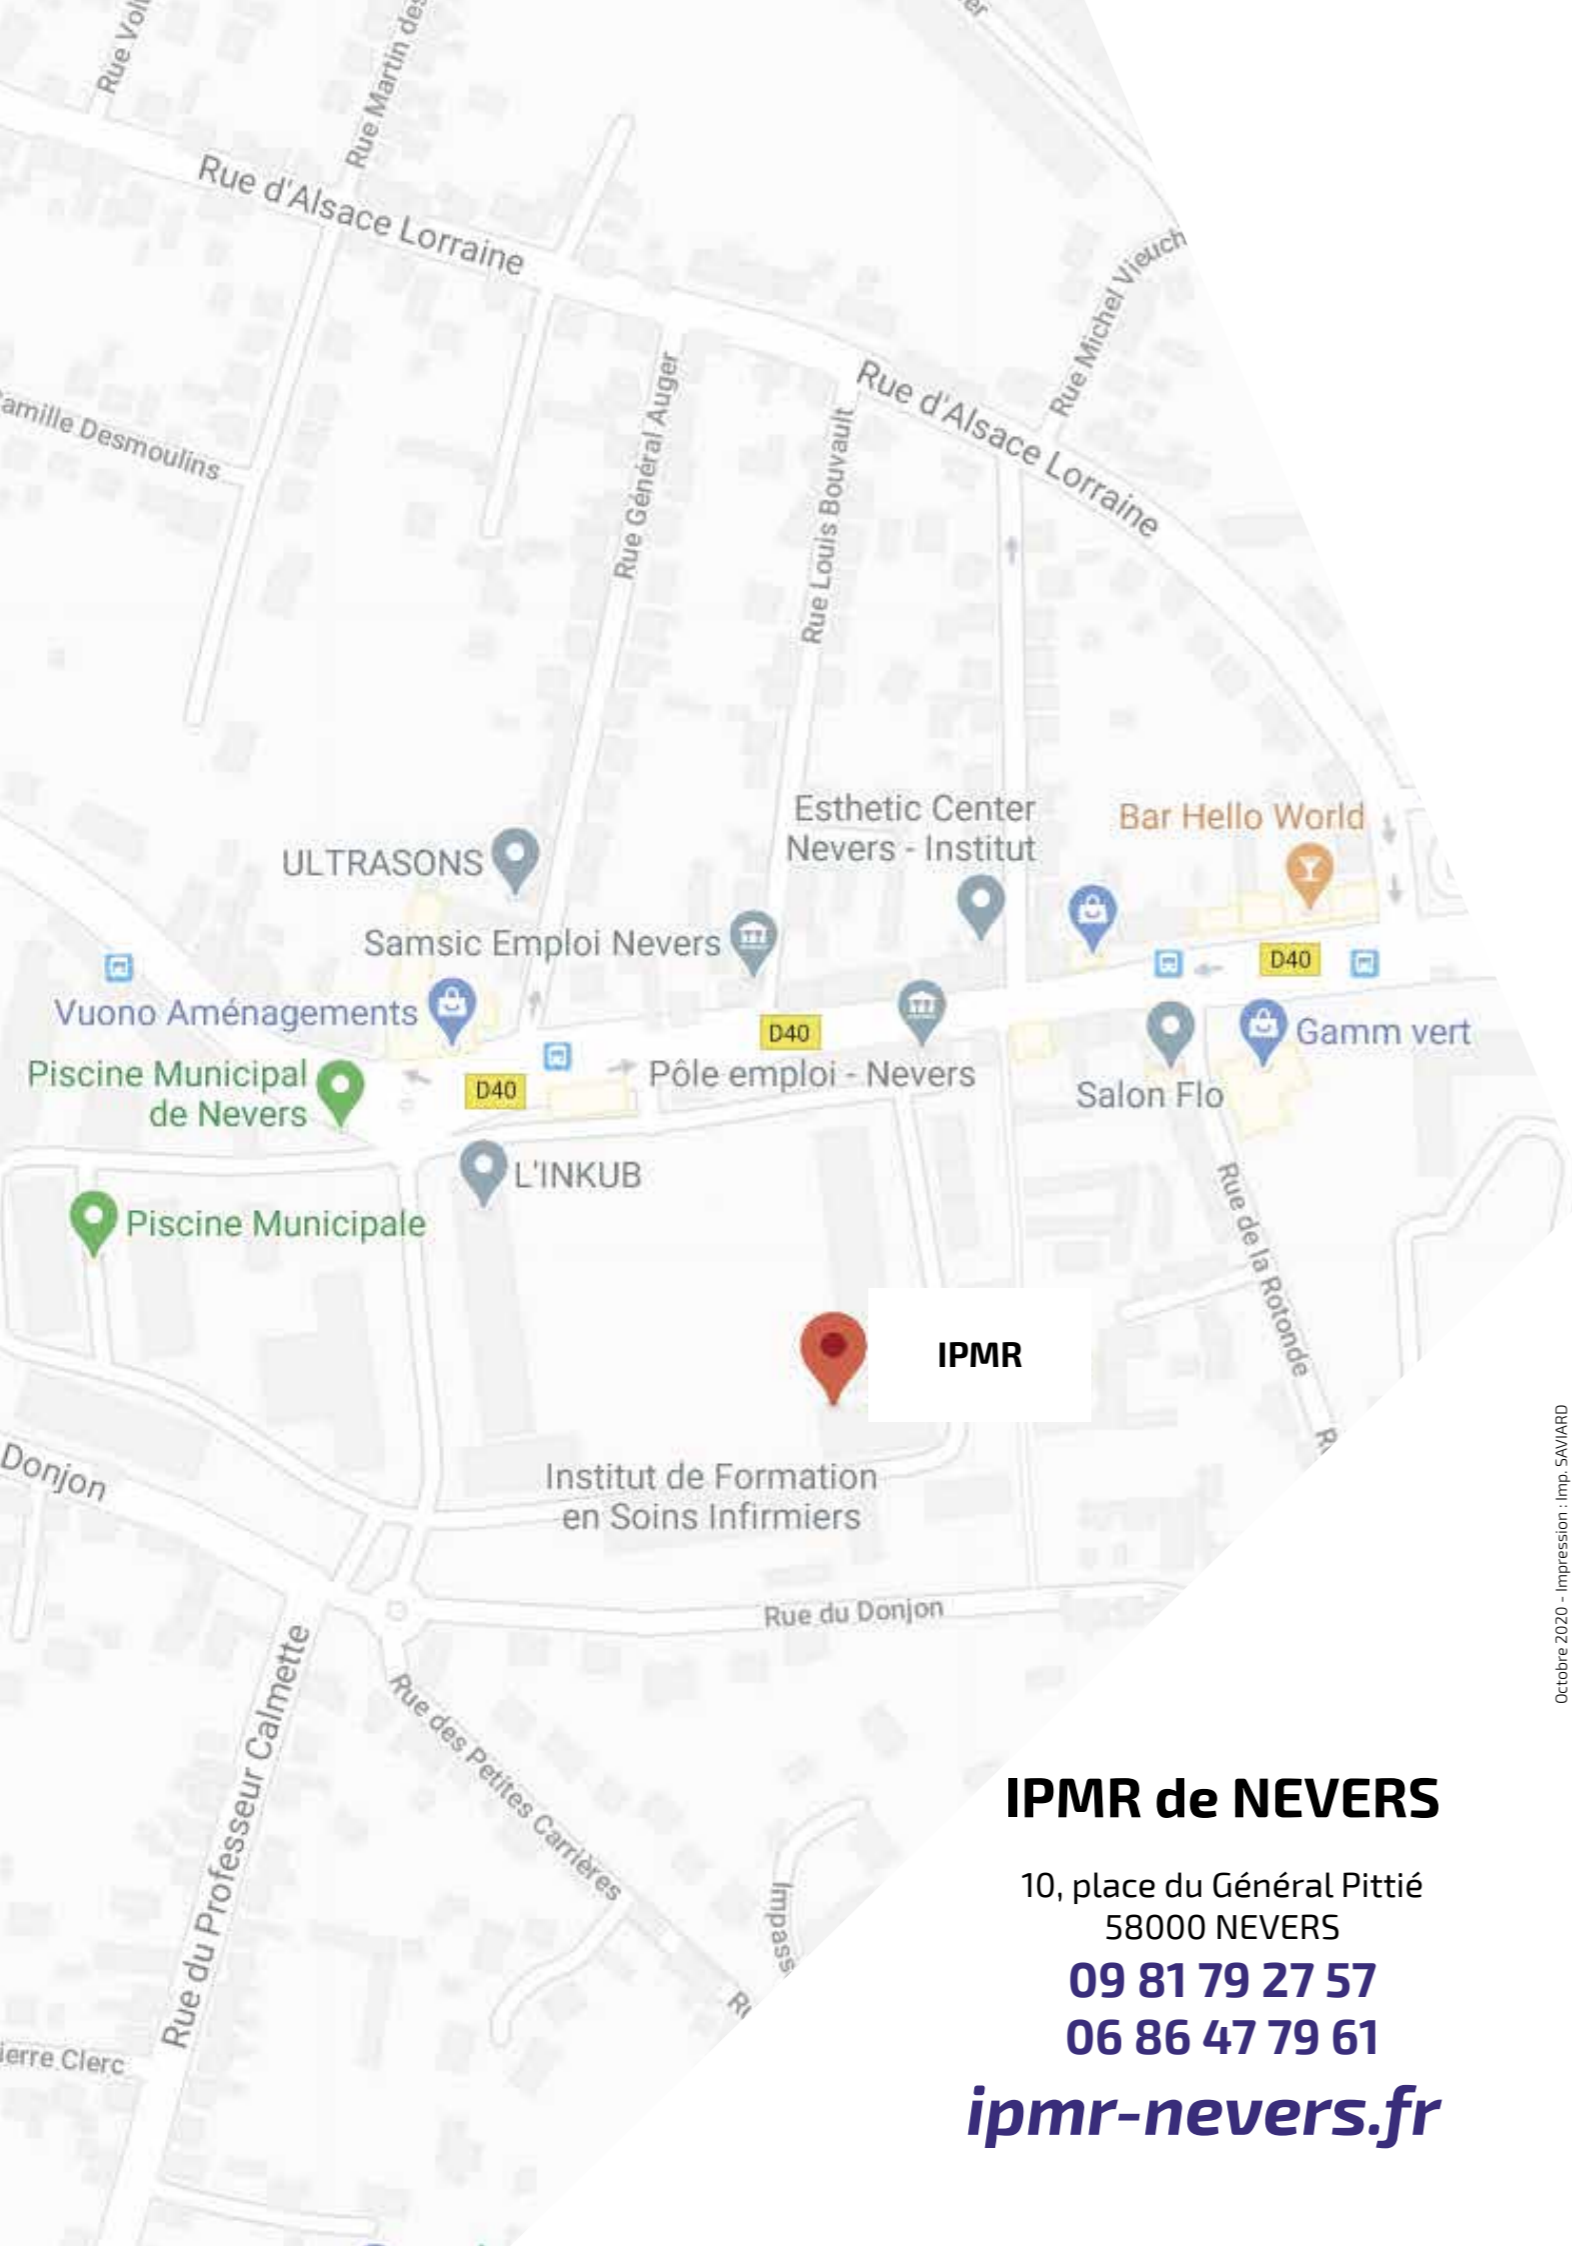 Rue Martin des
Rue d'Alsace Lorraine
Rue Michel Vieuch
Rue d'Alsace Lorraine
Rue Général Auger
Rue Louis Bouvault
amille Desmoulins
Esthetic Center
Nevers - Institut
Bar Hello World
ULTRASONS
Samsic Emploi Nevers
D40
Vuono Aménagements
D40
Gamm vert
Piscine Municipal
de Nevers
D40
Pôle emploi - Nevers
Salon Flo
L'INKUB
Piscine Municipale
Rue de la Rotonde
IPMR
Donjon
Institut de Formation
en Soins Infirmiers
Rue du Donjon
Rue du Professeur Calmette
Rue des Petites Carrières
Impass
ierre Clerc
Octobre 2020 - Impression : Imp. SAVIARD
IPMR de NEVERS
10, place du Général Pittié
58000 NEVERS
09 81 79 27 57
06 86 47 79 61
ipmr-nevers.fr